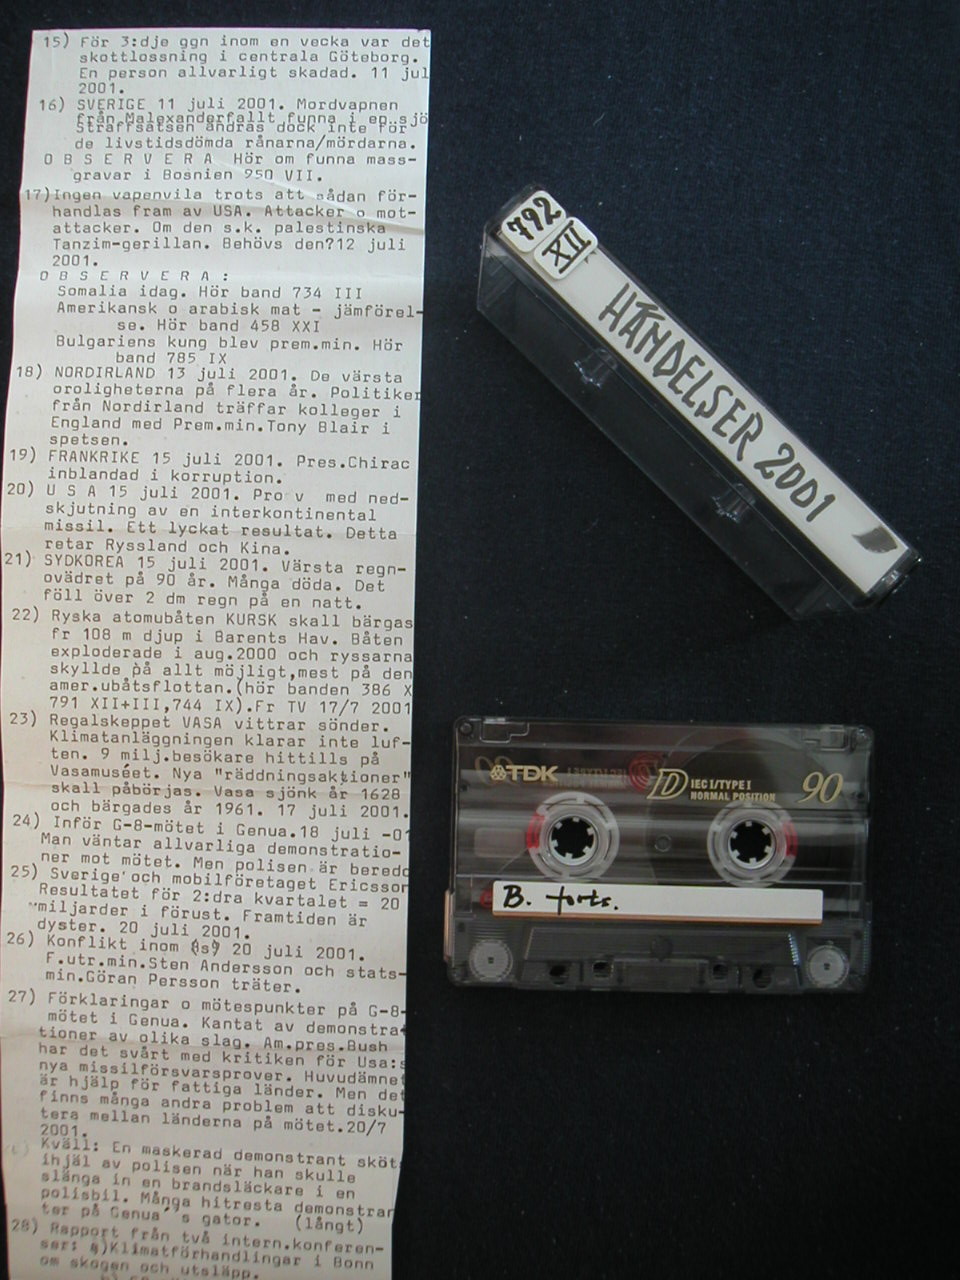 15) För 3:dje ggn inom en vecka var det
skottlossning i centrala Göteborg.
En person allvarligt skadad. 11 jul
2001.
16) SVERIGE 11 juli 2001. Mordvapnen
från Malexanderfallt funna i en sjö
Straffsatsen ändras dock inte för
de livstidsdömda rånarna/mördarna.
O B S E R V E R A Hör om funna mass-
gravar i Bosnien 950 VII.
17)Ingen vapenvila trots att sådan för-
handlas fram av USA. Attacker o mot-
attacker. Om den s.k. palestinska
Tanzim-gerillan. Behövs den?12 juli
2001.
O B S E R V E R A :
Somalia idag. Hör band 734 III
Amerikansk o arabisk mat - jämförel-
se. Hör band 458 XXI
Bulgariens kung blev prem.min. Hör
band 785 IX
18) NORDIRLAND 13 juli 2001. De värsta
oroligheterna på flera år. Politiker
från Nordirland träffar kolleger i
England med Prem.min.Tony Blair i
spetsen.
19) FRANKRIKE 15 juli 2001. Pres.Chirac
inblandad i korruption.
20) U S A 15 juli 2001. Pro v med ned-
skjutning av en interkontinental
missil. Ett lyckat resultat. Detta
retar Ryssland och Kina.
21) SYDKOREA 15 juli 2001. Värsta regn-
ovädret på 90 år. Många döda. Det
föll över 2 dm regn på en natt.
22) Ryska atomubåten KURSK skall bärgas
fr 108 m djup i Barents Hav. Båten
exploderade i aug.2000 och ryssarna
skyllde på allt möjligt,mest på den
amer.ubåtsflottan.(hör banden 386 X
791 XII+III,744 IX).Fr TV 17/7 2001
23) Regalskeppet VASA vittrar sönder.
Klimatanläggningen klarar inte luf-
ten. 9 milj.besökare hittills på
Vasamuséet. Nya "räddningsaktioner"
skall påbörjas. Vasa sjönk år 1628
och bärgades år 1961. 17 juli 2001.
24) Inför G-8-mötet i Genua.18 juli -01
Man väntar allvarliga demonstratio-
ner mot mötet. Men polisen är beredd
25) Sverige och mobilföretaget Ericsson
Resultatet för 2:dra kvartalet = 20
miljarder i förust. Framtiden är
dyster. 20 juli 2001.
26) Konflikt inom (s) 20 juli 2001.
F.utr.min.Sten Andersson och stats-
min.Göran Persson träter.
27) Förklaringar o mötespunkter på G-8-
mötet i Genua. Kantat av demonstra-
tioner av olika slag. Am.pres.Bush
har det svårt med kritiken för Usa:s
nya missilförsvarsprover. Huvudämnet
är hjälp för fattiga länder. Men det
finns många andra problem att disku-
tera mellan länderna på mötet.20/7
2001.
Kväll: En maskerad demonstrant sköts
ihjäl av polisen när han skulle
slänga in en brandsläckare i en
polisbil. Många hitresta demonstran
ter på Genua´s gator. (långt)
28) Rapport från två intern.konferen-
ser: a)Klimatförhandlingar i Bonn
om skogen och utsläpp.
792
XII
HÄNDELSER 2001
TDK
D
IEC I/TYPE I
NORMAL POSITION
90
B. forts.